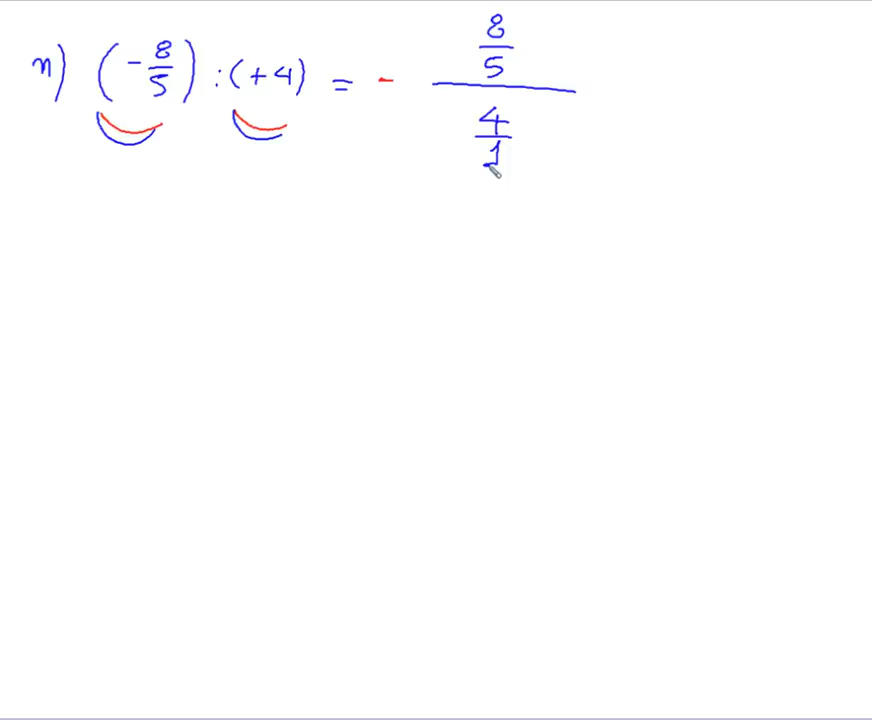 n) (-8/5) : (+4) = - (8/5)/(4/1)